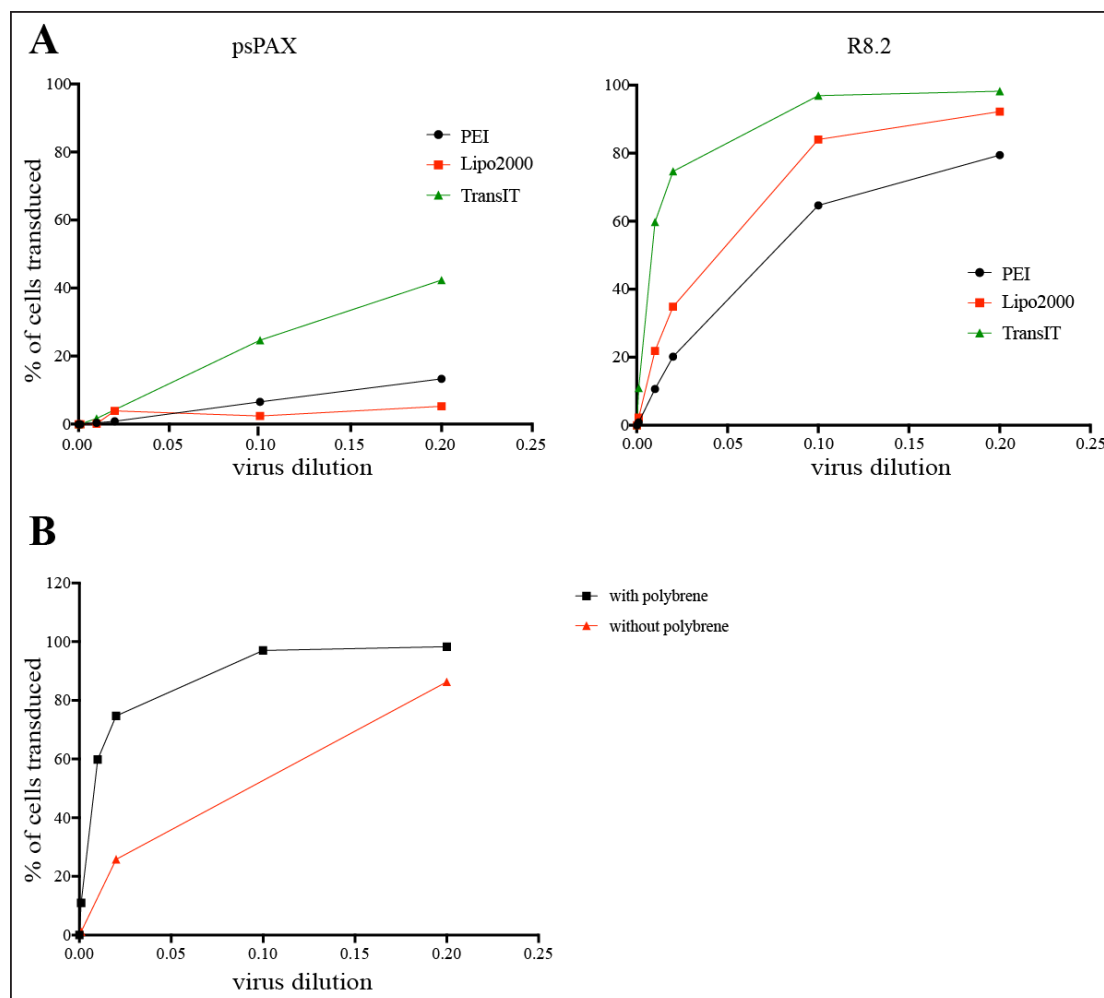 A
psPAX
R8.2
% of cells transduced
100
80
60
40
20
0
0.00
0.05
0.10
0.15
0.20
0.25
virus dilution
PEI
Lipo2000
TransIT
100
80
60
40
20
0
0.00
0.05
0.10
0.15
0.20
0.25
virus dilution
PEI
Lipo2000
TransIT
B
% of cells transduced
120
100
80
60
40
20
0
0.00
0.05
0.10
0.15
0.20
0.25
virus dilution
with polybrene
without polybrene